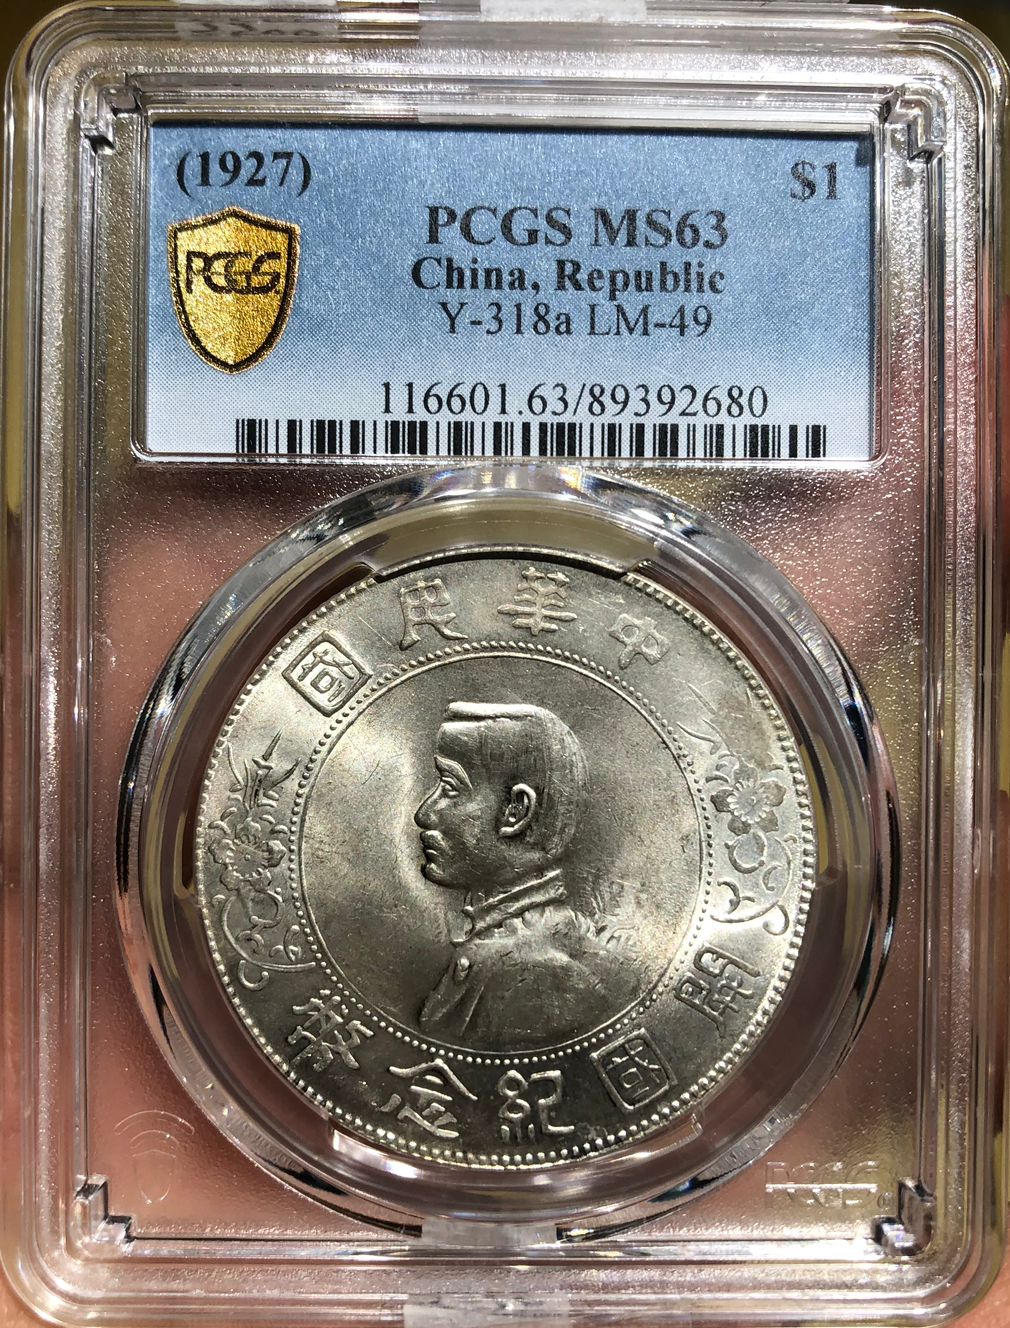 (1927)
$1
PCGS MS63
China, Republic
PCGS
Y-318a LM-49
116601.63/89392680
中華民國
開國紀念幣
PCGS